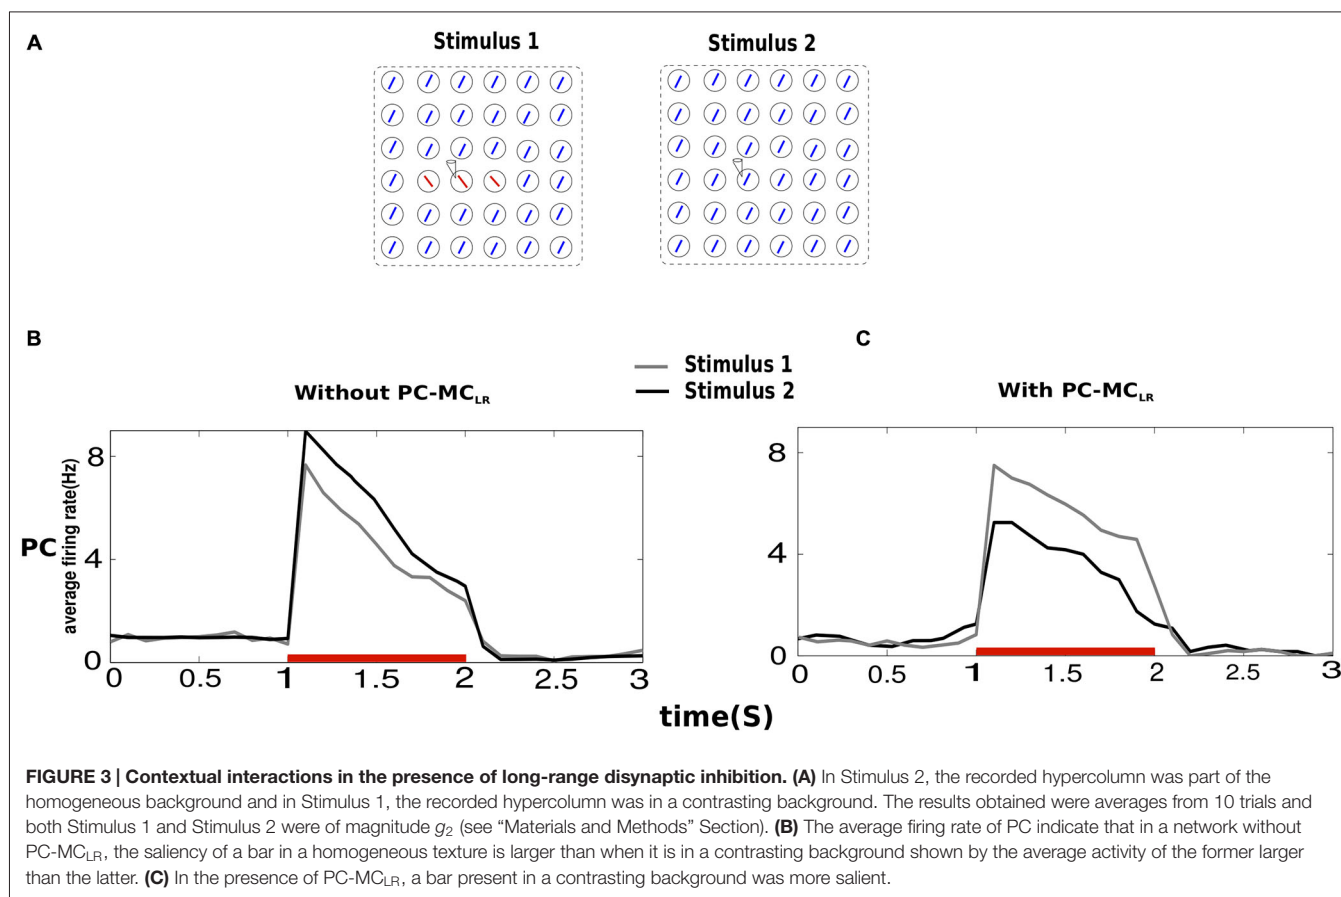 A
Stimulus 1
Stimulus 2
B
C
Stimulus 1
Stimulus 2
Without PC-MC_LR
With PC-MC_LR
8
4
0
PC
average firing rate(Hz)
0 0.5 1 1.5 2 2.5 3
8
4
0
0 0.5 1 1.5 2 2.5 3
time(S)
FIGURE 3 | Contextual interactions in the presence of long-range disynaptic inhibition. (A) In Stimulus 2, the recorded hypercolumn was part of the
homogeneous background and in Stimulus 1, the recorded hypercolumn was in a contrasting background. The results obtained were averages from 10 trials and
both Stimulus 1 and Stimulus 2 were of magnitude g₂ (see “Materials and Methods” Section). (B) The average firing rate of PC indicate that in a network without
PC-MC_LR, the saliency of a bar in a homogeneous texture is larger than when it is in a contrasting background shown by the average activity of the former larger
than the latter. (C) In the presence of PC-MC_LR, a bar present in a contrasting background was more salient.